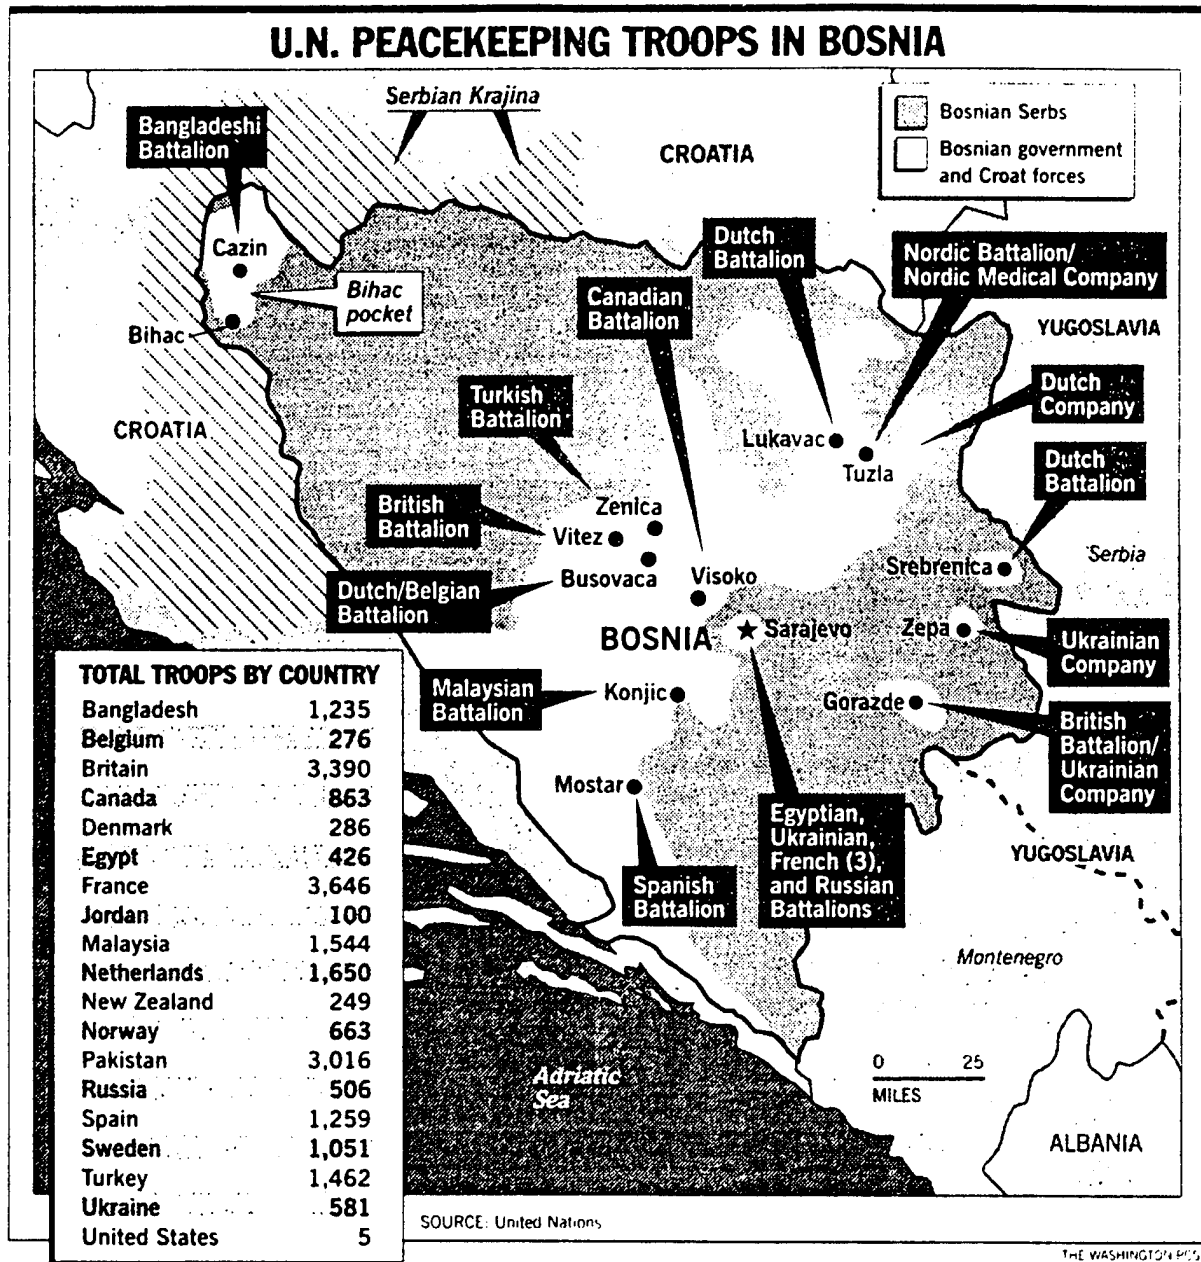 U.N. PEACEKEEPING TROOPS IN BOSNIA
Serbian Krajina
Bosnian Serbs
Bosnian government
and Croat forces
Bangladeshi
Battalion
CROATIA
Cazin
Bihac
pocket
Bihac
Dutch
Battalion
Nordic Battalion/
Nordic Medical Company
Canadian
Battalion
YUGOSLAVIA
Turkish
Battalion
Dutch
Company
CROATIA
Lukavac
Tuzla
Dutch
Battalion
British
Battalion
Zenica
Vitez
Busovaca
Dutch/Belgian
Battalion
Visoko
Srebrenica
Serbia
BOSNIA
Sarajevo
Zepa
Ukrainian
Company
Malaysian
Battalion
Konjic
Gorazde
British
Battalion/
Ukrainian
Company
Mostar
Egyptian,
Ukrainian,
French (3),
and Russian
Battalions
Spanish
Battalion
YUGOSLAVIA
Montenegro
Adriatic
Sea
0 25
MILES
ALBANIA
TOTAL TROOPS BY COUNTRY
Bangladesh 1,235
Belgium 276
Britain 3,390
Canada 863
Denmark 286
Egypt 426
France 3,646
Jordan 100
Malaysia 1,544
Netherlands 1,650
New Zealand 249
Norway 663
Pakistan 3,016
Russia 506
Spain 1,259
Sweden 1,051
Turkey 1,462
Ukraine 581
United States 5
SOURCE: United Nations
THE WASHINGTON POS